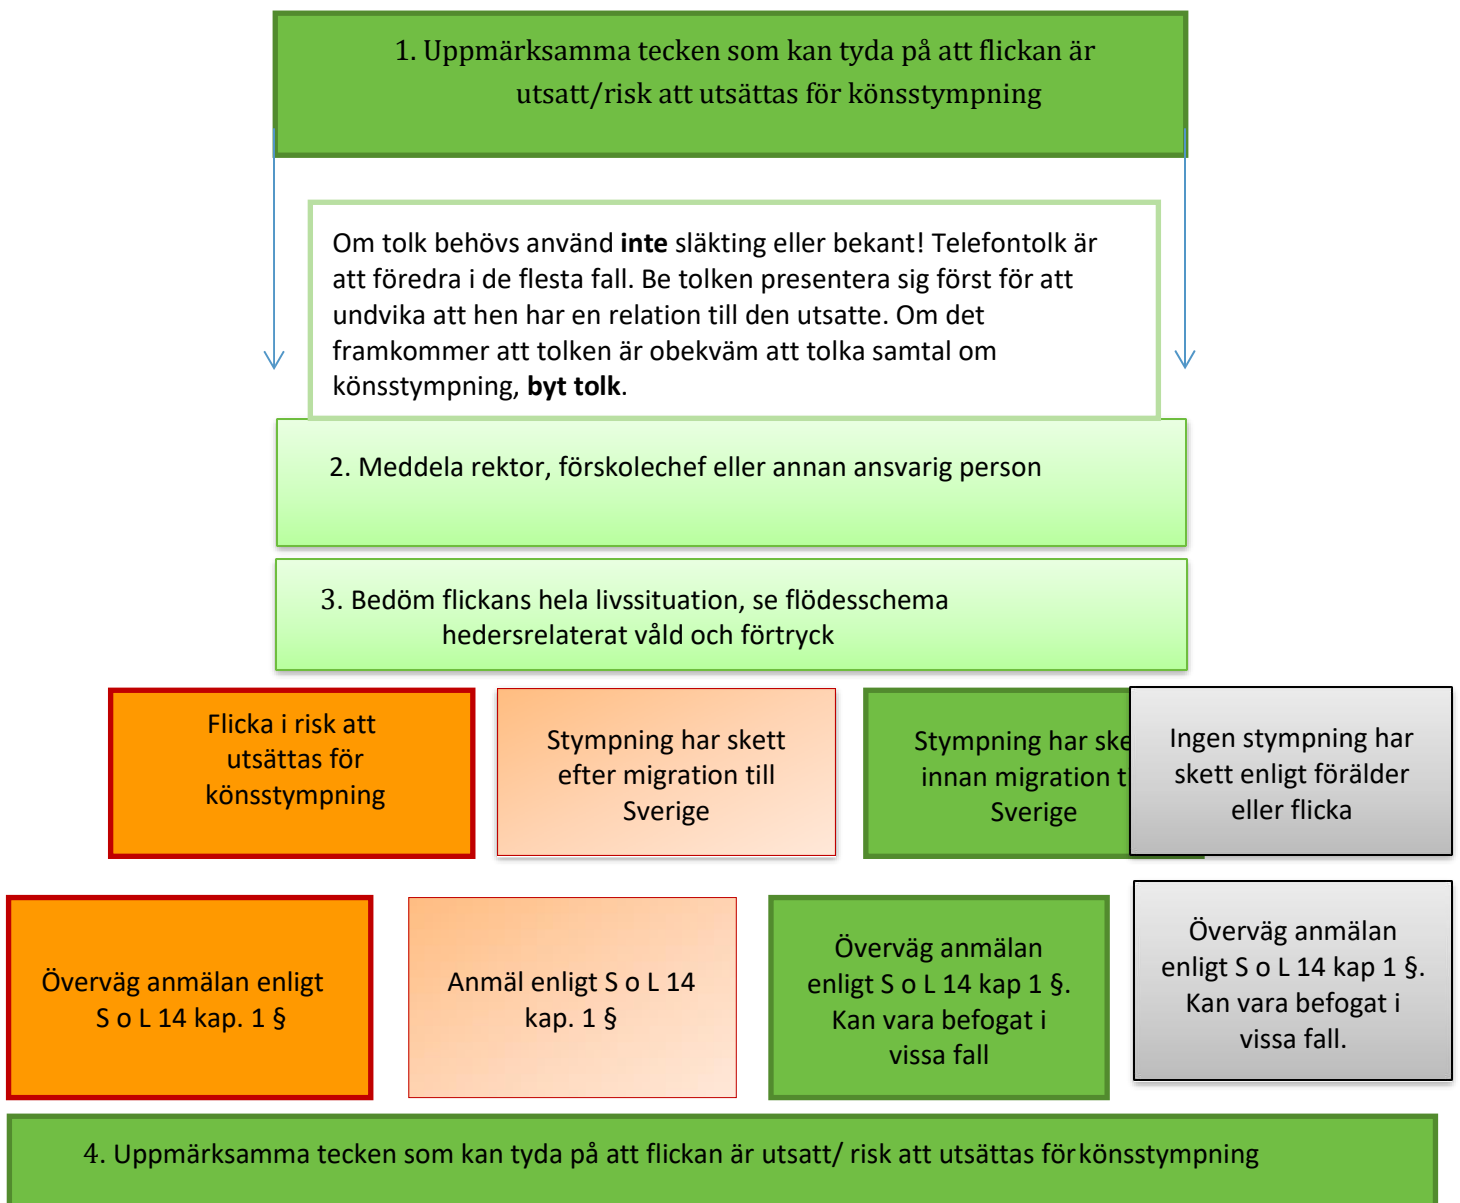 1. Uppmärksamma tecken som kan tyda på att flickan är
utsatt/risk att utsättas för könsstympning
Om tolk behövs använd inte släkting eller bekant! Telefontolk är
att föredra i de flesta fall. Be tolken presentera sig först för att
undvika att hen har en relation till den utsatte. Om det
framkommer att tolken är obekväm att tolka samtal om
könsstympning, byt tolk.
2. Meddela rektor, förskolechef eller annan ansvarig person
3. Bedöm flickans hela livssituation, se flödesschema
hedersrelaterat våld och förtryck
Flicka i risk att
utsättas för
könsstympning
Stympning har skett
efter migration till
Sverige
Stympning har ske
innan migration t
Sverige
Ingen stympning har
skett enligt förälder
eller flicka
Överväg anmälan enligt
S o L 14 kap. 1 §
Anmäl enligt S o L 14
kap. 1 §
Överväg anmälan
enligt S o L 14 kap 1 §.
Kan vara befogat i
vissa fall
Överväg anmälan
enligt S o L 14 kap 1 §.
Kan vara befogat i
vissa fall.
4. Uppmärksamma tecken som kan tyda på att flickan är utsatt/ risk att utsättas för könsstympning